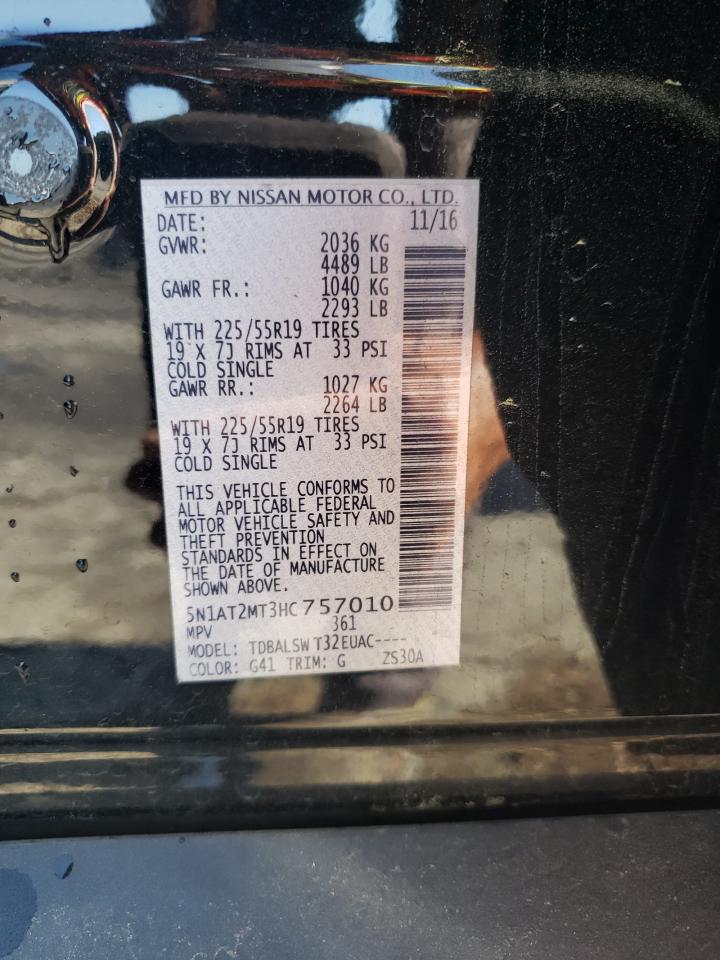 MFD BY NISSAN MOTOR CO., LTD.
DATE: 11/16
GVWR: 2036 KG
4489 LB
GAWR FR.: 1040 KG
2293 LB
WITH 225/55R19 TIRES
19 X 7J RIMS AT 33 PSI
COLD SINGLE
GAWR RR.: 1027 KG
2264 LB
WITH 225/55R19 TIRES
19 X 7J RIMS AT 33 PSI
COLD SINGLE
THIS VEHICLE CONFORMS TO
ALL APPLICABLE FEDERAL
MOTOR VEHICLE SAFETY AND
THEFT PREVENTION
STANDARDS IN EFFECT ON
THE DATE OF MANUFACTURE
SHOWN ABOVE.
5N1AT2MT3HC757010
MPV 361
MODEL: TDBALSW T32EUAC----
COLOR: G41 TRIM: G ZS30A